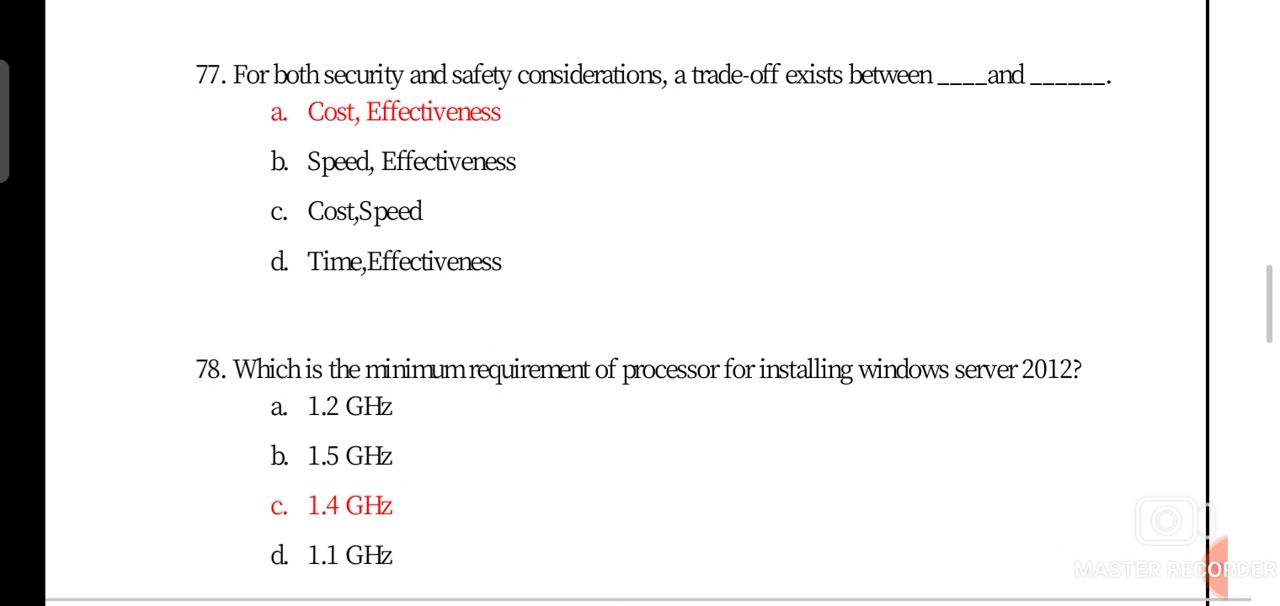 77. For both security and safety considerations, a trade-off exists between ____and ______.
a. Cost, Effectiveness
b. Speed, Effectiveness
c. Cost,Speed
d. Time,Effectiveness
78. Which is the minimum requirement of processor for installing windows server 2012?
a. 1.2 GHz
b. 1.5 GHz
c. 1.4 GHz
d. 1.1 GHz
MASTER RECORDER